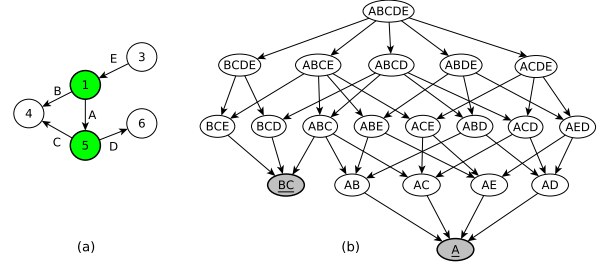 ABCDE
3
E
BCDE ABCE ABCD ABDE ACDE
1
B
4
A
BCE BCD ABC ABE ACE ABD ACD AED
6
C
5
D
BC AB AC AE AD
(a)
(b)
A